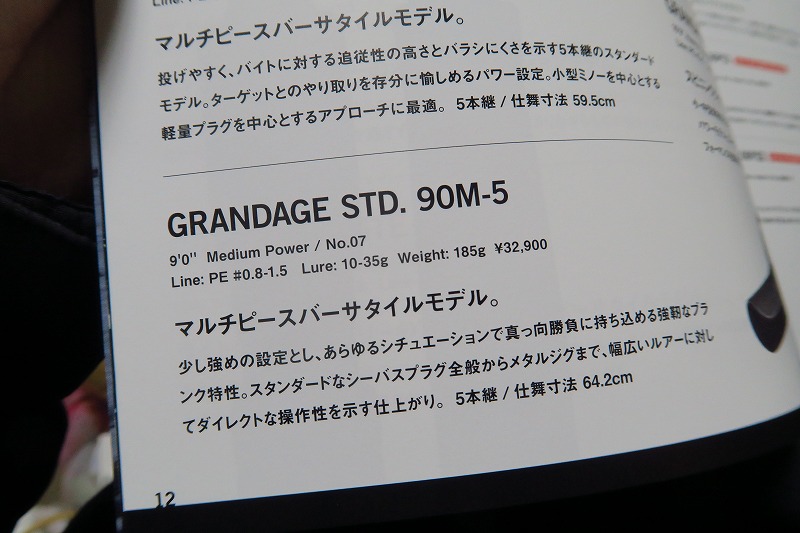 Line:
マルチピースバーサタイルモデル。
投げやすく、バイトに対する追従性の高さとバラシにくさを示す5本継のスタンダード
モデル。ターゲットとのやり取りを存分に愉しめるパワー設定。小型ミノーを中心とする
軽量プラグを中心とするアプローチに最適。 5本継 / 仕舞寸法 59.5cm
GRANDAGE STD. 90M-5
9'0" Medium Power / No.07
Line: PE #0.8-1.5 Lure: 10-35g Weight: 185g ¥32,900
マルチピースバーサタイルモデル。
少し強めの設定とし、あらゆるシチュエーションで真っ向勝負に持ち込める強靭なブラ
ンク特性。スタンダードなシーバスプラグ全般からメタルジグまで、幅広いルアーに対し
てダイレクトな操作性を示す仕上がり。 5本継 / 仕舞寸法 64.2cm
12